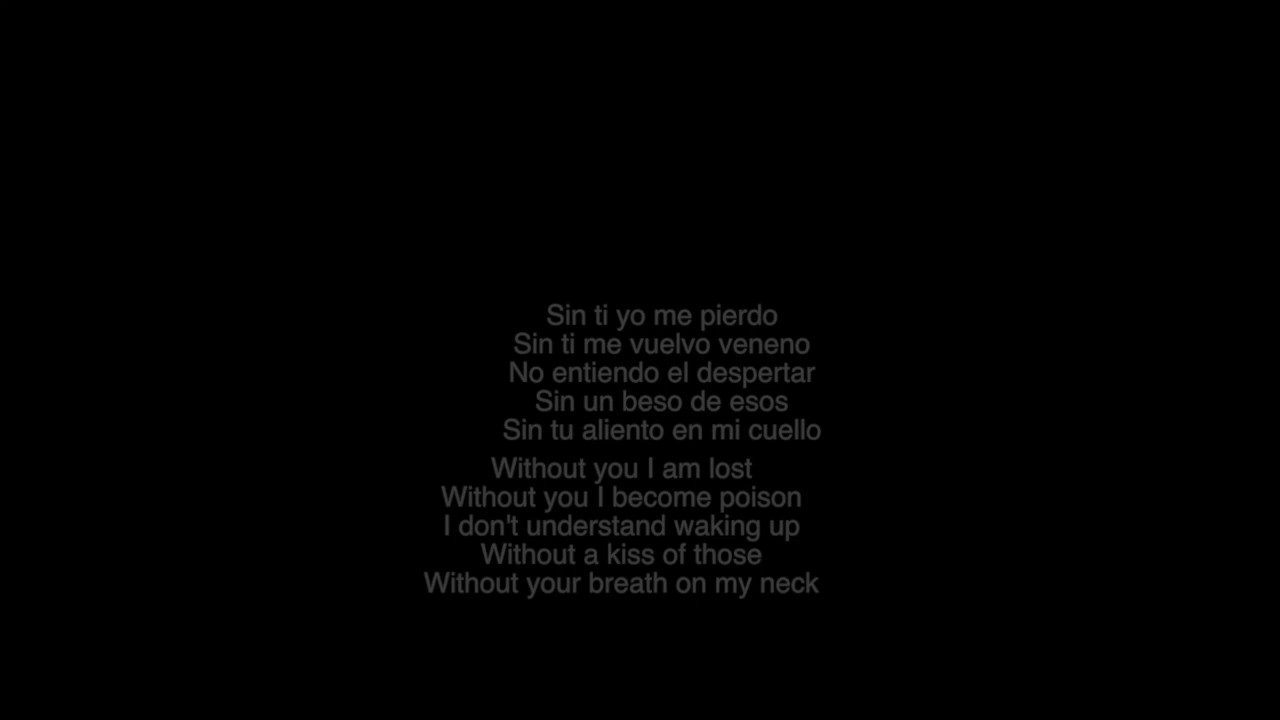 Sin ti yo me pierdo
Sin ti me vuelvo veneno
No entiendo el despertar
Sin un beso de esos
Sin tu aliento en mi cuello
Without you I am lost
Without you I become poison
I don't understand waking up
Without a kiss of those
Without your breath on my neck